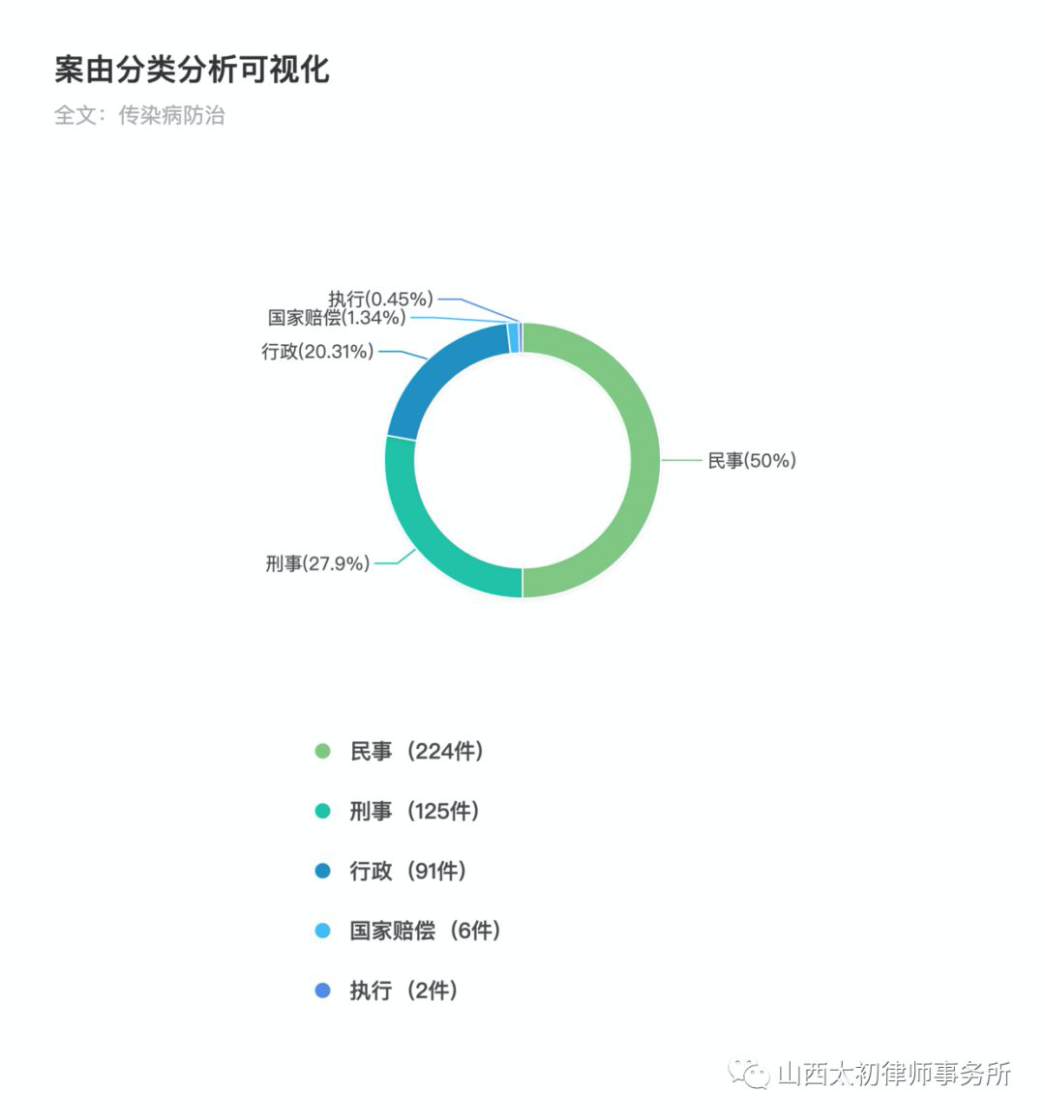 案由分类分析可视化
全文：传染病防治
执行(0.45%)
国家赔偿(1.34%)
行政(20.31%)
民事(50%)
刑事(27.9%)
民事（224件）
刑事（125件）
行政（91件）
国家赔偿（6件）
执行（2件）
山西太初律师事务所